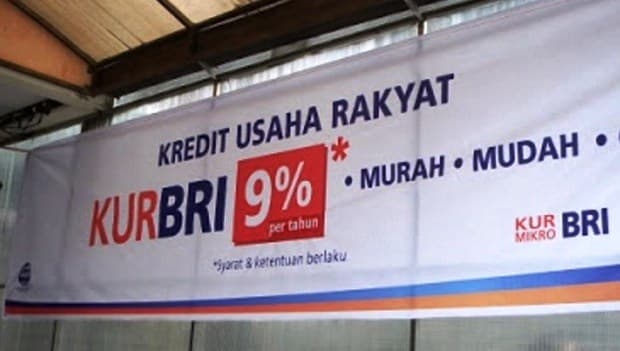 KREDIT USAHA RAKYAT
KURBRI 9%* • MURAH • MUDAH •
per tahun
*Syarat & ketentuan berlaku
KUR MIKRO BRI